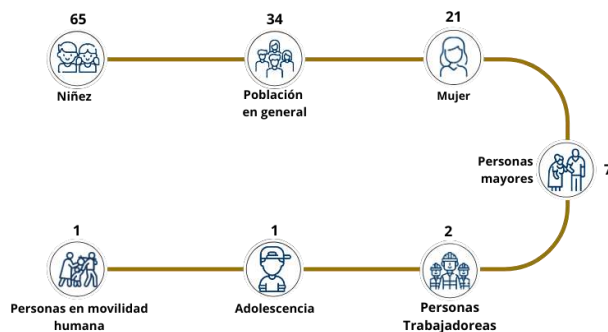 65
Niñez
34
Población
en general
21
Mujer
Personas
mayores
7
2
Personas
Trabajadoreas
1
Adolescencia
1
Personas en movilidad
humana